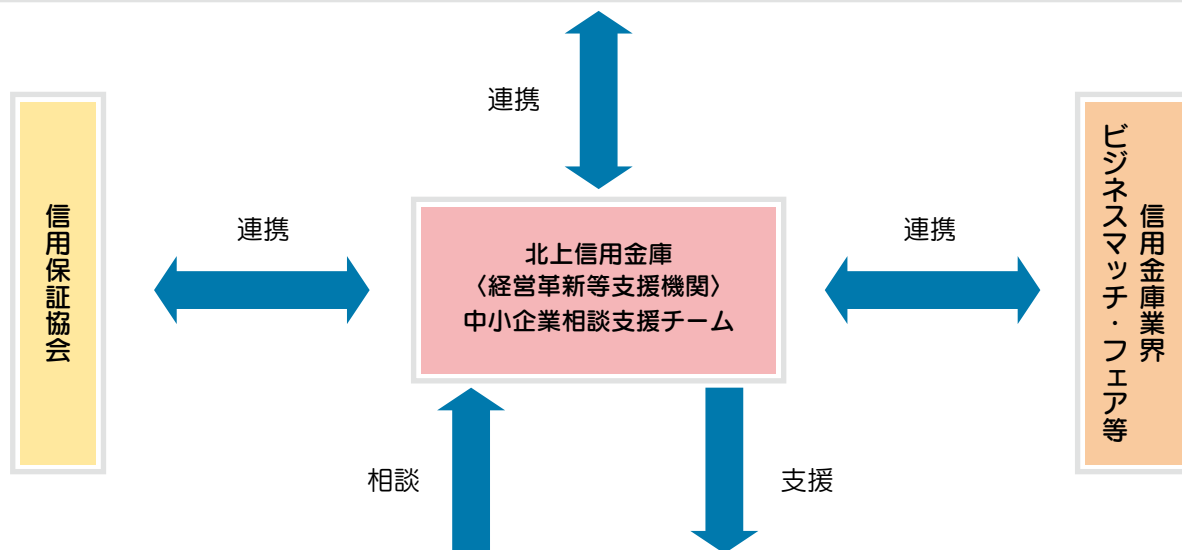 連携
信用保証協会
連携
北上信用金庫
〈経営革新等支援機関〉
中小企業相談支援チーム
連携
信用金庫業界
ビジネスマッチ・フェア等
相談
支援